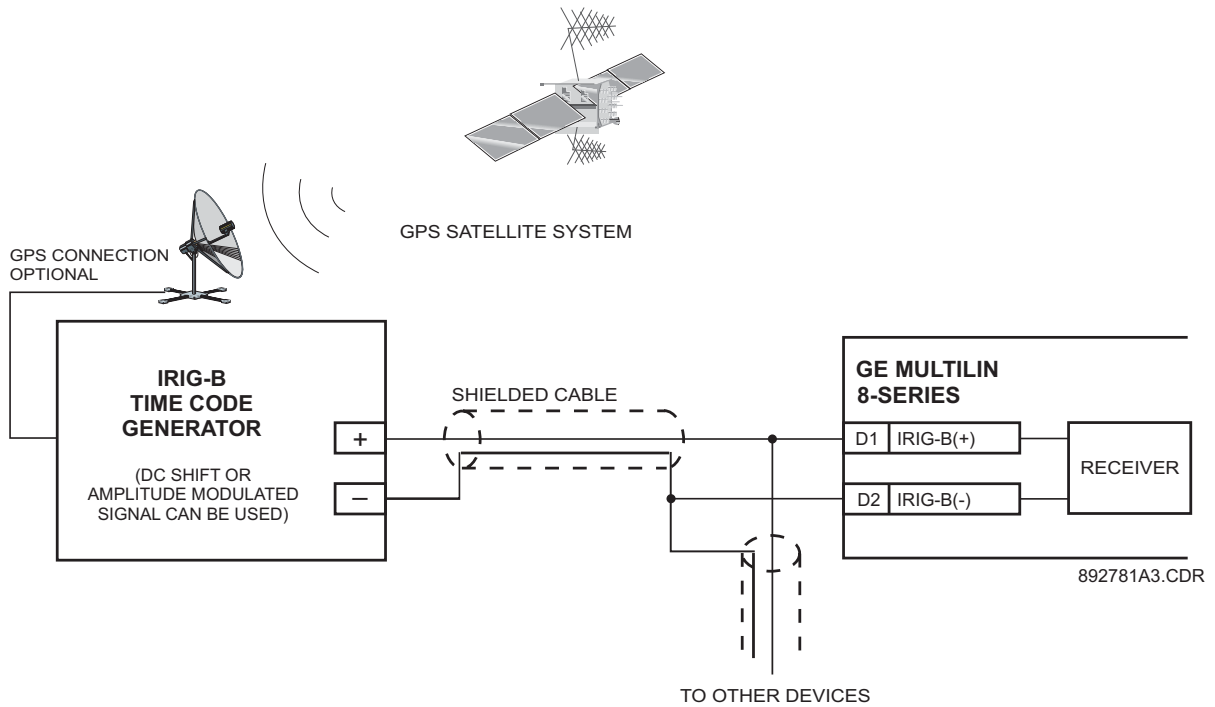 GPS SATELLITE SYSTEM
GPS CONNECTION
OPTIONAL
IRIG-B
TIME CODE
GENERATOR
(DC SHIFT OR
AMPLITUDE MODULATED
SIGNAL CAN BE USED)
+
–
SHIELDED CABLE
GE MULTILIN
8-SERIES
D1 IRIG-B(+)
D2 IRIG-B(-)
RECEIVER
892781A3.CDR
TO OTHER DEVICES